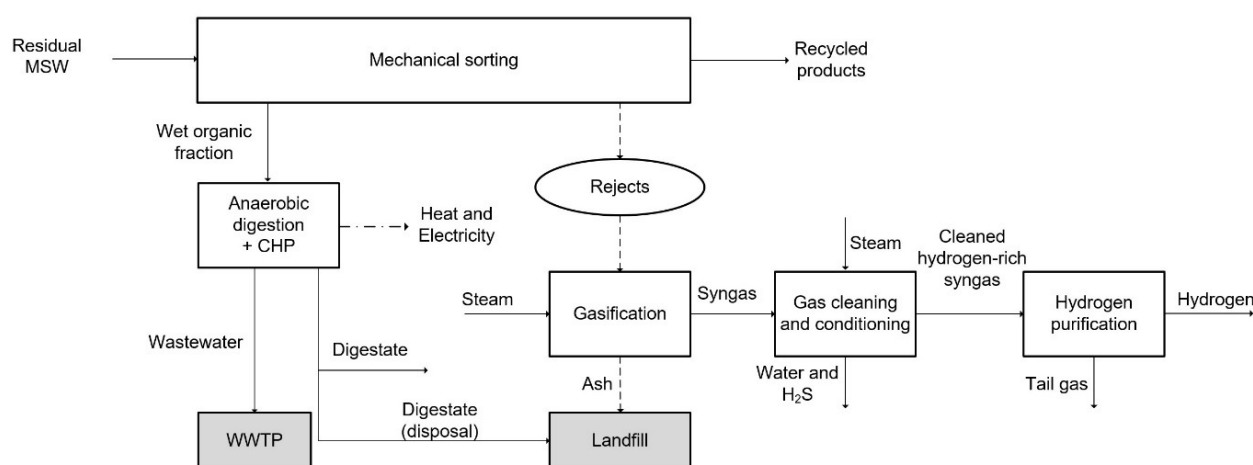 Residual
MSW
Mechanical sorting
Recycled
products
Wet organic
fraction
Rejects
Anaerobic
digestion
+ CHP
Heat and
Electricity
Steam
Cleaned
hydrogen-rich
syngas
Steam
Gasification
Syngas
Gas cleaning
and conditioning
Hydrogen
purification
Hydrogen
Wastewater
Digestate
Ash
Water and
H₂S
Tail gas
Digestate
(disposal)
WWTP
Landfill